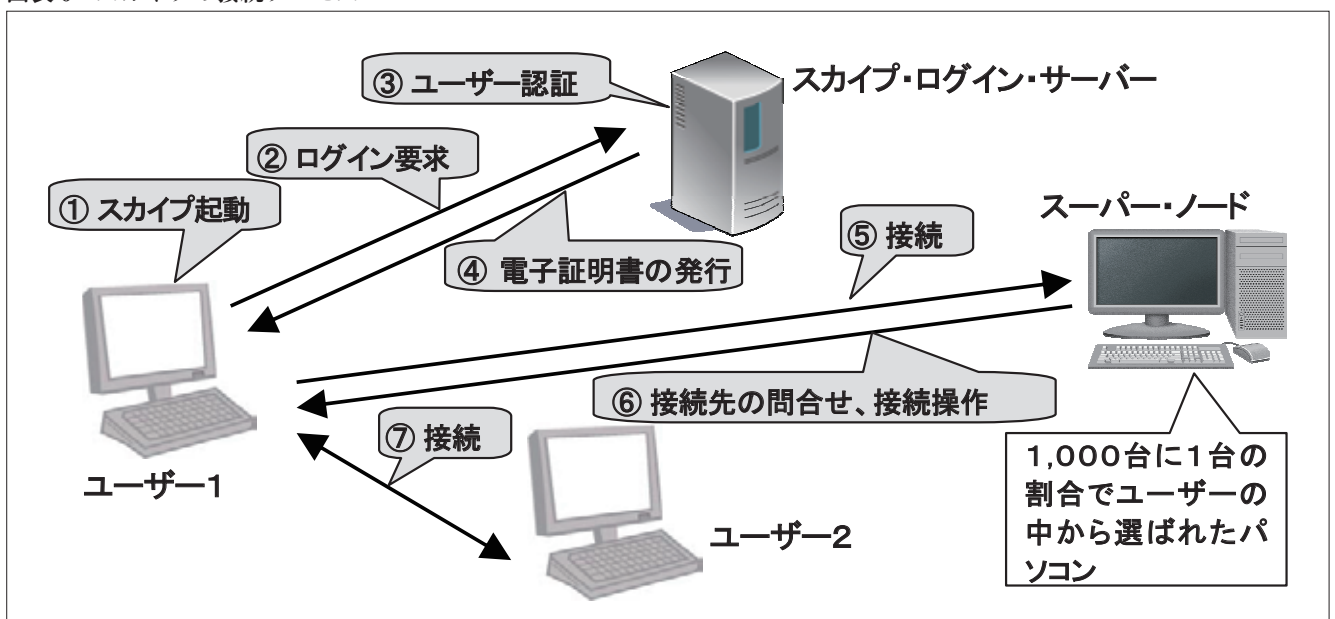 ③ ユーザー認証
スカイプ・ログイン・サーバー
② ログイン要求
① スカイプ起動
スーパー・ノード
⑤ 接続
④ 電子証明書の発行
⑥ 接続先の問合せ、接続操作
⑦ 接続
ユーザー1
ユーザー2
1,000台に1台の
割合でユーザーの
中から選ばれたパ
ソコン